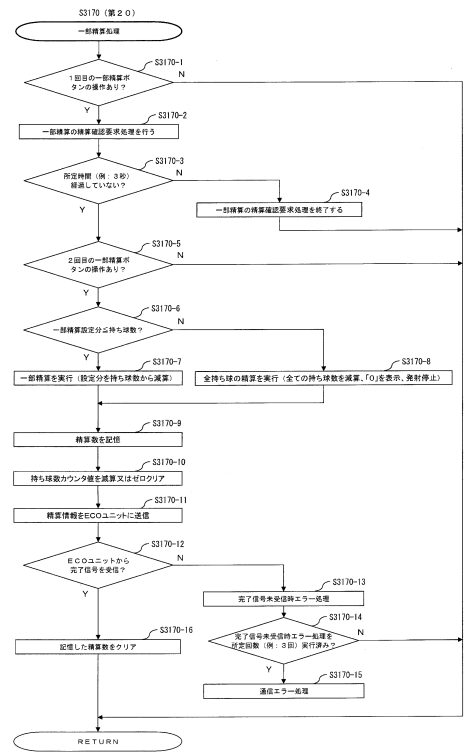 S3170（第２０）
一部精算処理
S3170-1
１回目の一部精算ボ
タンの操作あり？
N
Y
S3170-2
一部精算の精算確認要求処理を行う
S3170-3
所定時間（例：３秒）
経過していない？
N
Y
S3170-4
一部精算の精算確認要求処理を終了する
S3170-5
２回目の一部精算ボ
タンの操作あり？
N
Y
S3170-6
一部精算設定分≦持ち球数？
N
Y
S3170-7
一部精算を実行（設定分を持ち球数から減算）
S3170-8
全持ち球の精算を実行（全ての持ち球数を減算、「０」を表示、発射停止）
S3170-9
精算数を記憶
S3170-10
持ち球数カウンタ値を減算又はゼロクリア
S3170-11
精算情報をＥＣＯユニットに送信
S3170-12
ＥＣＯユニットから
完了信号を受信？
N
Y
S3170-13
完了信号未受信時エラー処理
S3170-14
完了信号未受信時エラー処理を
所定回数（例：３回）実行済み？
N
Y
S3170-15
通信エラー処理
S3170-16
記憶した精算数をクリア
ＲＥＴＵＲＮ